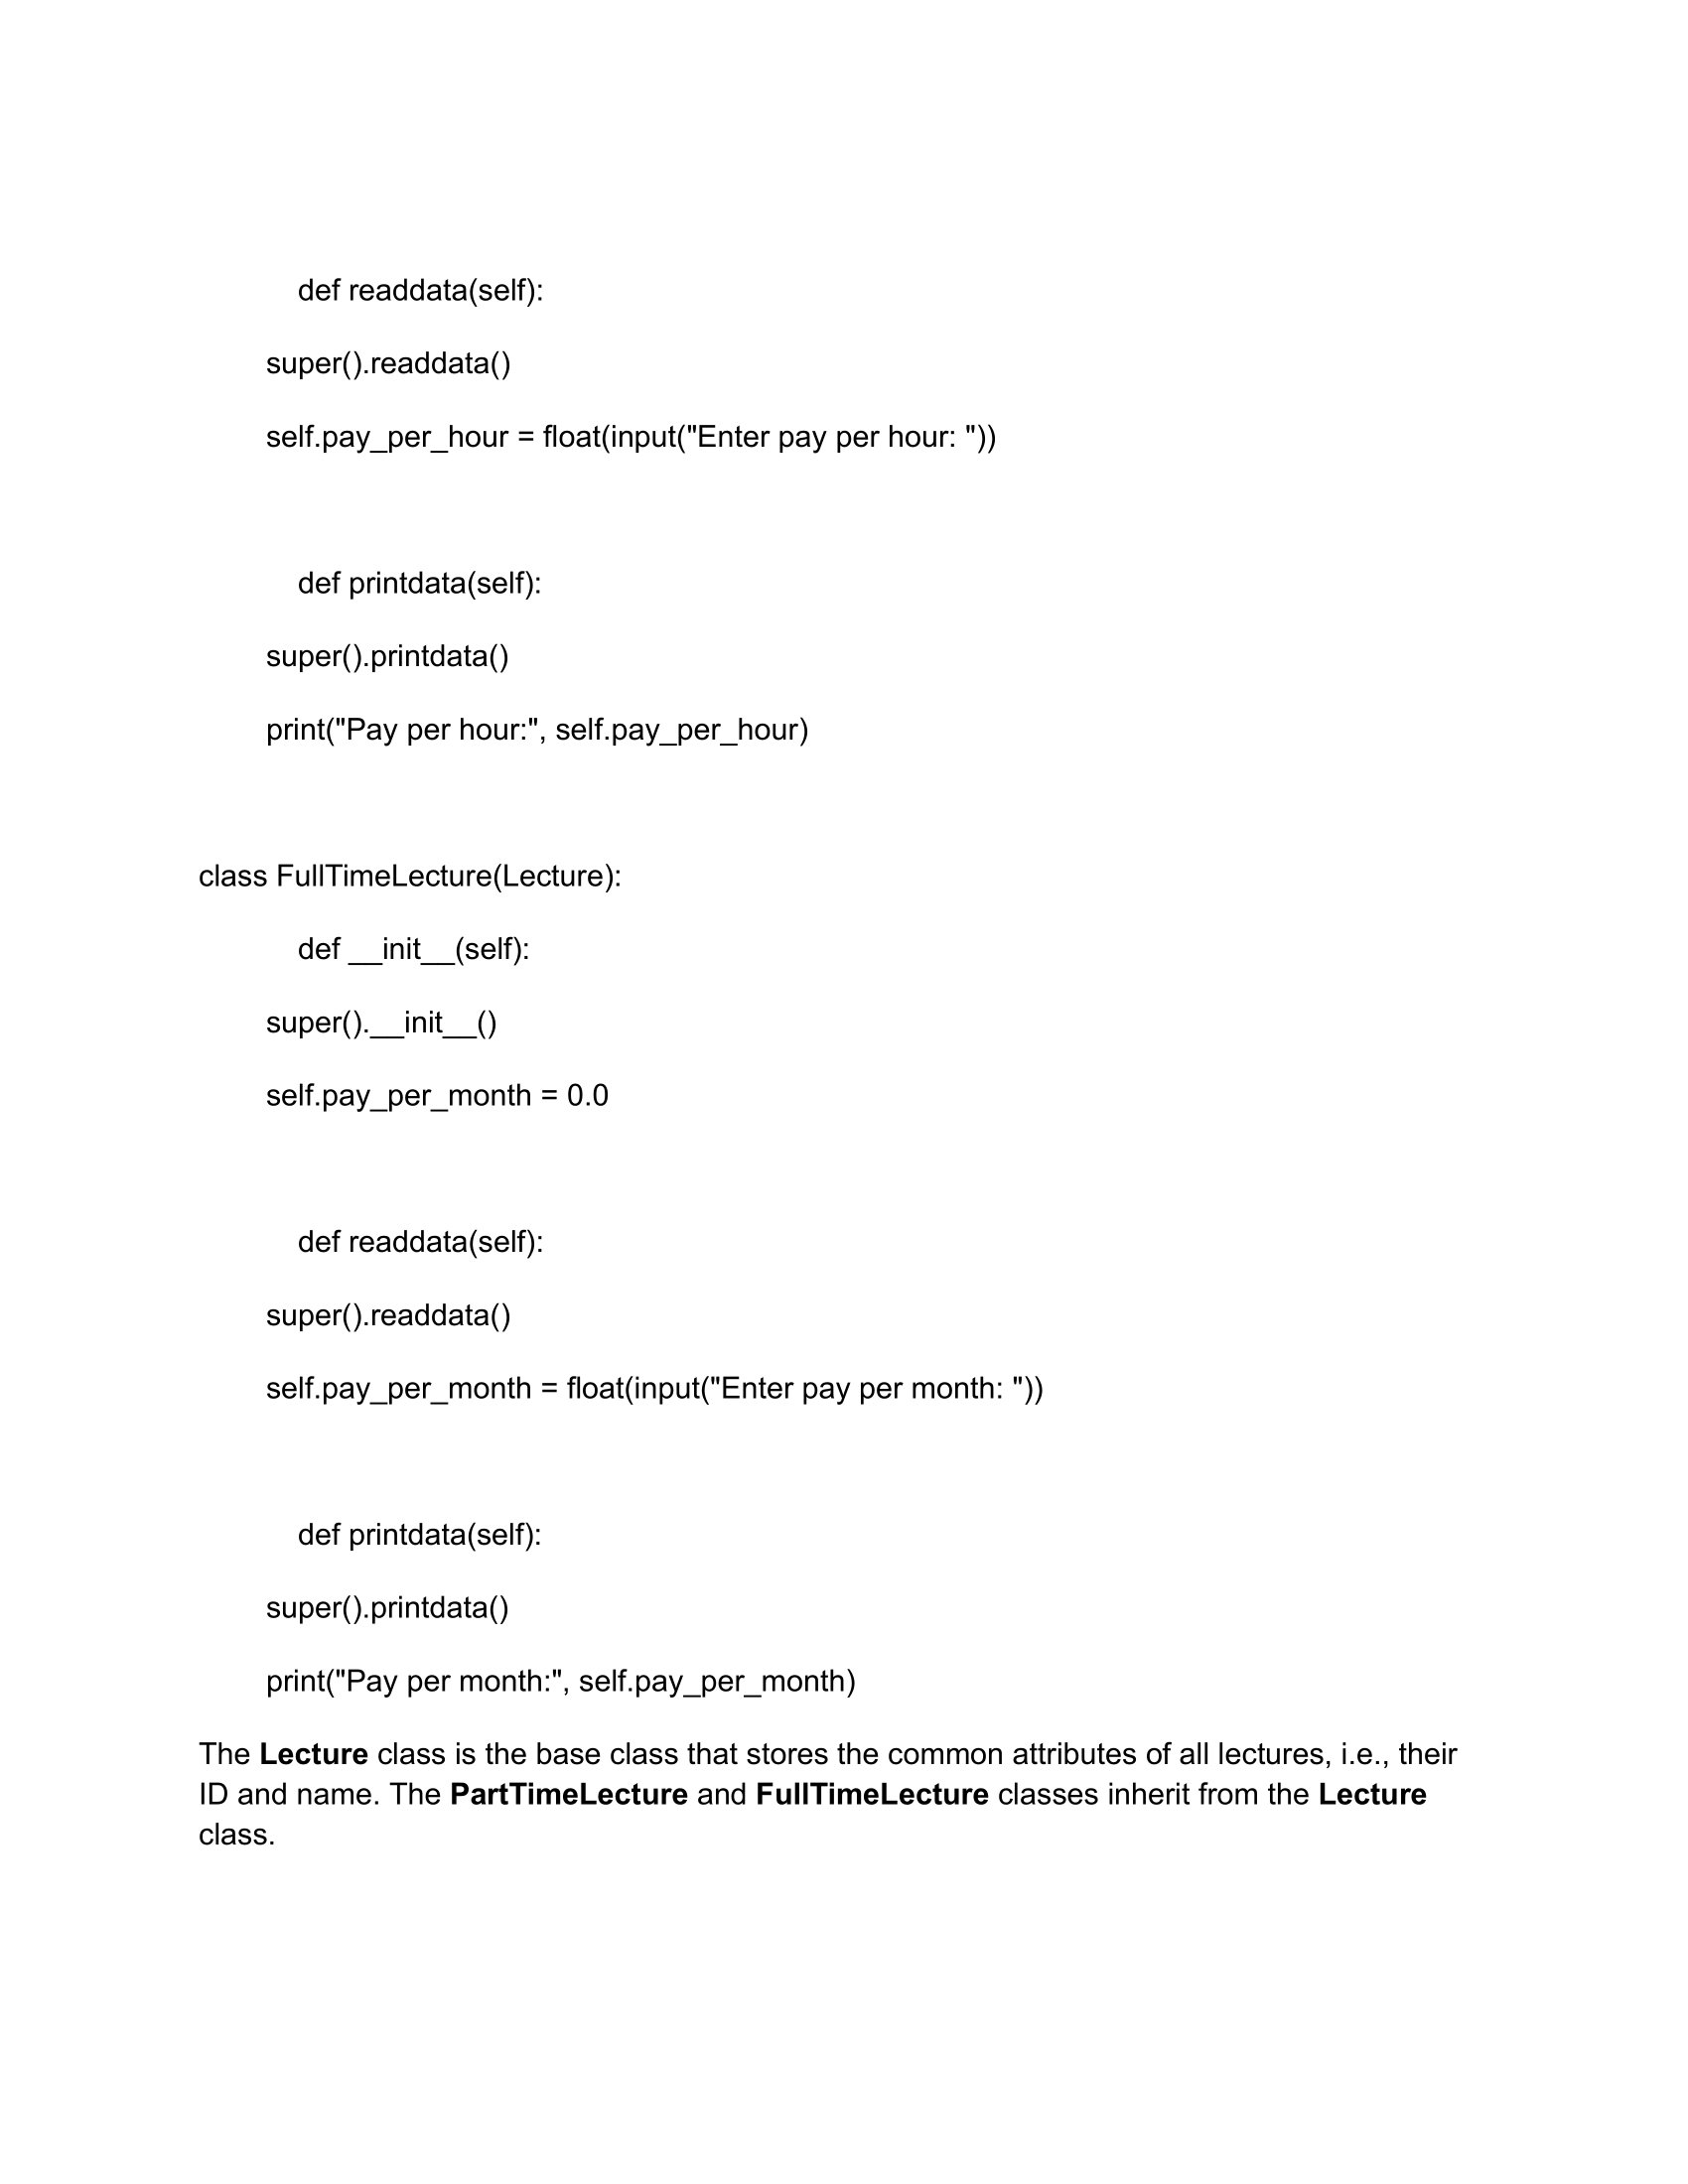 def readdata(self):
super().readdata()
self.pay_per_hour = float(input("Enter pay per hour: "))
def printdata(self):
super().printdata()
print("Pay per hour:", self.pay_per_hour)
class FullTimeLecture(Lecture):
def __init__(self):
super().__init__()
self.pay_per_month = 0.0
def readdata(self):
super().readdata()
self.pay_per_month = float(input("Enter pay per month: "))
def printdata(self):
super().printdata()
print("Pay per month:", self.pay_per_month)
The Lecture class is the base class that stores the common attributes of all lectures, i.e., their
ID and name. The PartTimeLecture and FullTimeLecture classes inherit from the Lecture
class.